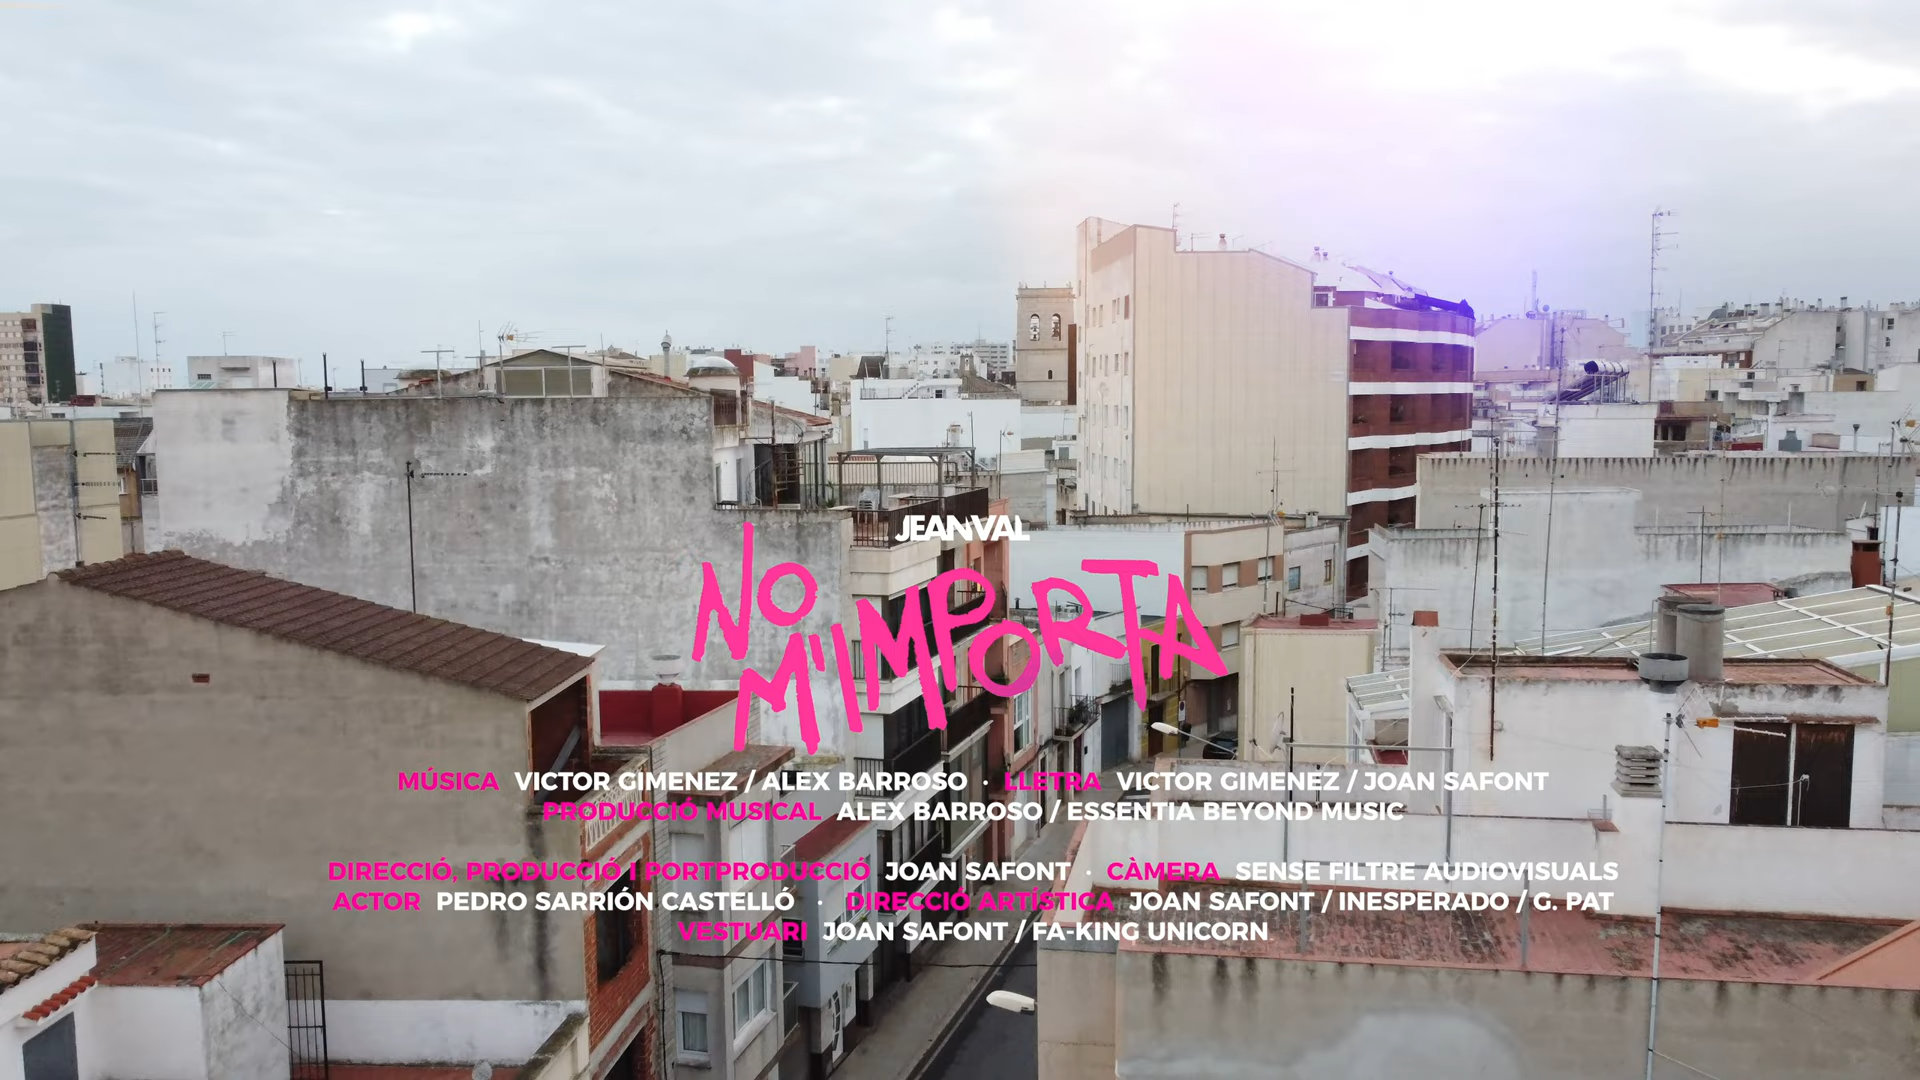 JEANVAL
NO
M'IMPORTA
MÚSICA VICTOR GIMENEZ / ALEX BARROSO · LLETRA VICTOR GIMENEZ / JOAN SAFONT
PRODUCCIÓ MUSICAL ALEX BARROSO / ESSENTIA BEYOND MUSIC
DIRECCIÓ, PRODUCCIÓ I PORTPRODUCCIÓ JOAN SAFONT · CÀMERA SENSE FILTRE AUDIOVISUALS
ACTOR PEDRO SARRIÓN CASTELLÓ · DIRECCIÓ ARTÍSTICA JOAN SAFONT / INESPERADO / G. PAT
VESTUARI JOAN SAFONT / FA-KING UNICORN